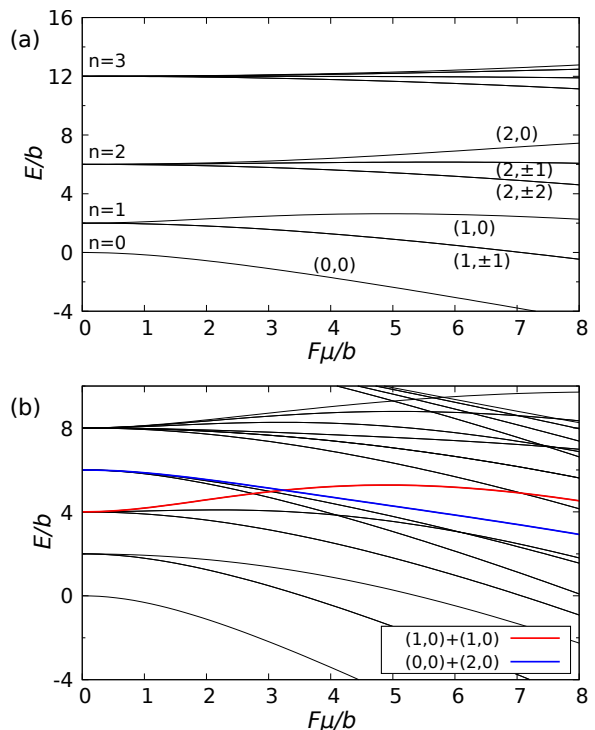 (a)
16
12
8
4
0
-4
E/b
n=3
n=2
n=1
n=0
(2,0)
(2,±1)
(2,±2)
(1,0)
(1,±1)
(0,0)
0 1 2 3 4 5 6 7 8
Fμ/b
(b)
8
4
0
-4
E/b
(1,0)+(1,0)
(0,0)+(2,0)
0 1 2 3 4 5 6 7 8
Fμ/b